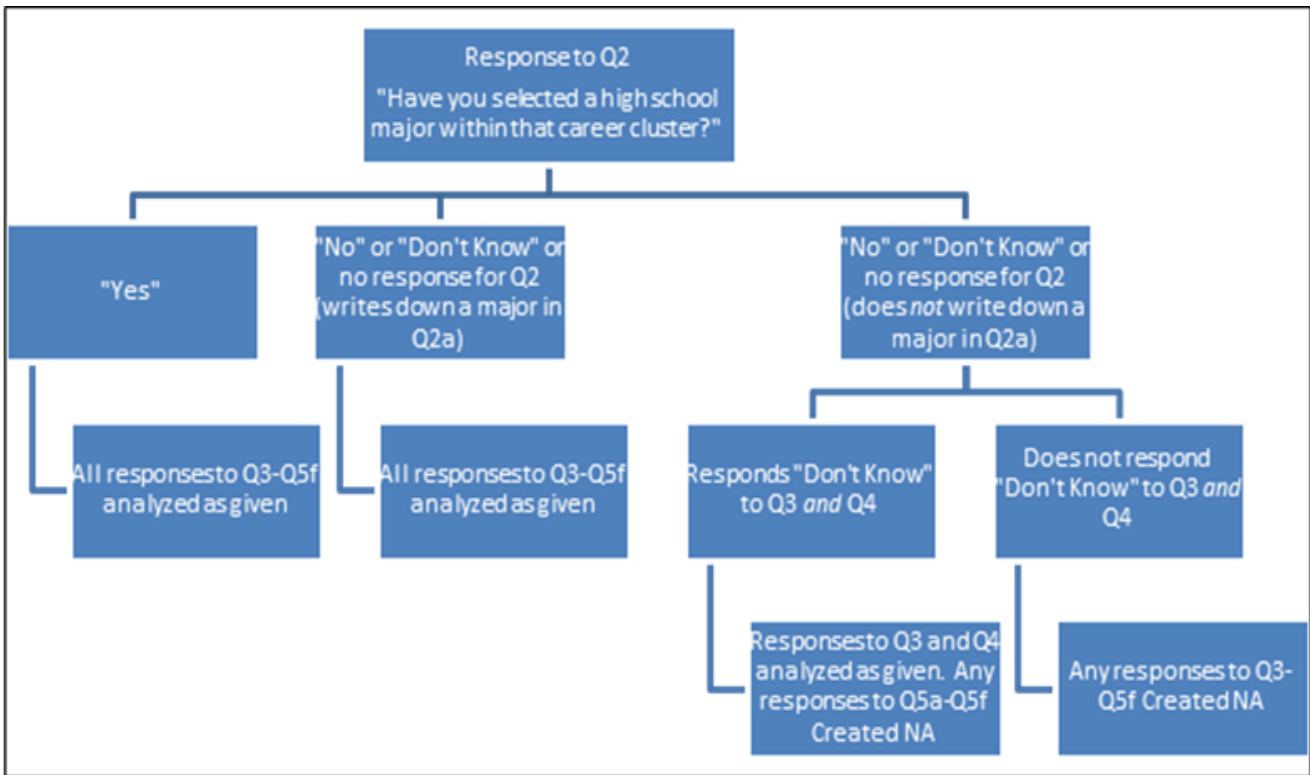 Response to Q2
"Have you selected a high school
major within that career cluster?"
"Yes"
"No" or "Don't Know" or
no response for Q2
(writes down a major in
Q2a)
"No" or "Don't Know" or
no response for Q2
(does not write down a
major in Q2a)
All responses to Q3-Q5f
analyzed as given
All responses to Q3-Q5f
analyzed as given
Responds "Don't Know"
to Q3 and Q4
Does not respond
"Don't Know" to Q3 and
Q4
Responses to Q3 and Q4
analyzed as given. Any
responses to Q5a-Q5f
Created NA
Any responses to Q3-
Q5f Created NA